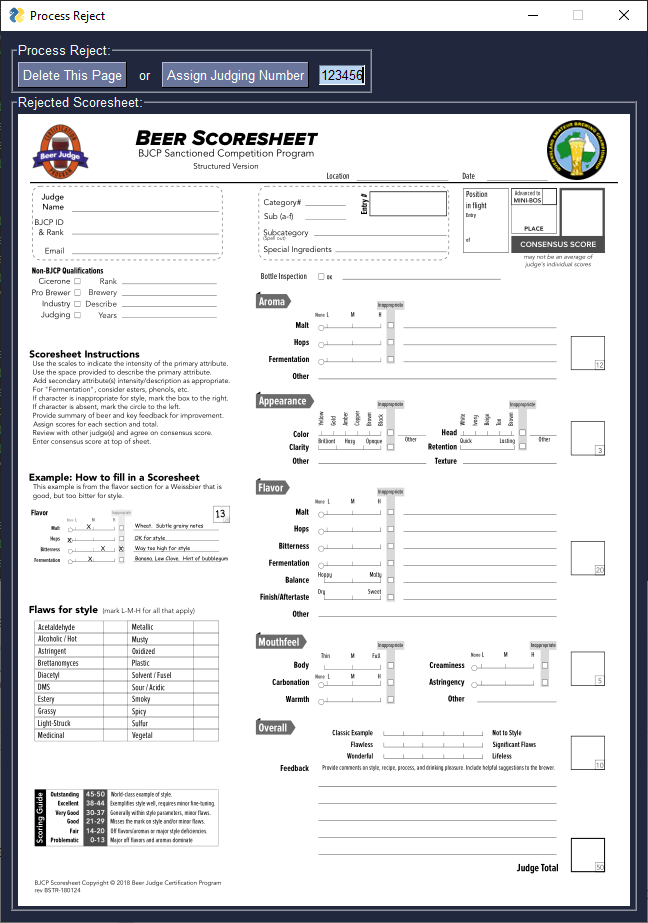 Process Reject
Process Reject:
Delete This Page or Assign Judging Number 123456
Rejected Scoresheet:
CERTIFICATION
Beer Judge
PROGRAM
BEER SCORESHEET
BJCP Sanctioned Competition Program
Structured Version
QUEENSLAND AMATEUR BREWING CHAMPIONSHIP
Location Date
Judge
Name
BJCP ID
& Rank
Email
Category#
Sub (a-f)
Subcategory
(Spell out)
Special Ingredients
Entry #
Position
in flight
Entry
of
Advanced to
MINI-BOS
PLACE
CONSENSUS SCORE
may not be an average of
judge's individual scores
Non-BJCP Qualifications
Cicerone Rank
Pro Brewer Brewery
Industry Describe
Judging Years
Bottle Inspection OK
Scoresheet Instructions
Use the scales to indicate the intensity of the primary attribute.
Use the space provided to describe the primary attribute.
Add secondary attribute(s) intensity/description as appropriate.
For "Fermentation", consider esters, phenols, etc.
If character is inappropriate for style, mark the box to the right.
If character is absent, mark the circle to the left.
Provide summary of beer and key feedback for improvement.
Assign scores for each section and total.
Review with other judge(s) and agree on consensus score.
Enter consensus score at top of sheet.
Example: How to fill in a Scoresheet
This example is from the flavor section for a Weissbier that is
good, but too bitter for style.
Flavor
None L M H Inappropriate
13
20
Malt X Wheat. Subtle grainy notes
Hops X OK for style
Bitterness X X Way too high for style
Fermentation X Banana, Low Clove. Hint of bubblegum
Flaws for style (mark L-M-H for all that apply)
Acetaldehyde Metallic
Alcoholic / Hot Musty
Astringent Oxidized
Brettanomyces Plastic
Diacetyl Solvent / Fusel
DMS Sour / Acidic
Estery Smoky
Grassy Spicy
Light-Struck Sulfur
Medicinal Vegetal
Scoring Guide
Outstanding 45-50 World-class example of style.
Excellent 38-44 Exemplifies style well, requires minor fine-tuning.
Very Good 30-37 Generally within style parameters, minor flaws.
Good 21-29 Misses the mark on style and/or minor flaws.
Fair 14-20 Off flavors/aromas or major style deficiencies.
Problematic 0-13 Major off flavors and aromas dominate
BJCP Scoresheet Copyright © 2018 Beer Judge Certification Program
rev BSTR-180124
Aroma
Inappropriate
None L M H
Malt
Hops
Fermentation
Other
12
Appearance
Inappropriate Inappropriate
Yellow Gold Amber Copper Brown Black
White Ivory Beige Tan Brown
Color Other Head Other
Brilliant Hazy Opaque Quick Lasting
Clarity Retention
Other Texture
3
Flavor
Inappropriate
None L M H
Malt
Hops
Bitterness
Fermentation
Hoppy Malty
Balance
Dry Sweet
Finish/Aftertaste
Other
20
Mouthfeel
Inappropriate Inappropriate
Thin M Full None L M H
Body Creaminess
None L M H
Carbonation Astringency
Warmth Other
5
Overall
Classic Example Not to Style
Flawless Significant Flaws
Wonderful Lifeless
Feedback Provide comments on style, recipe, process, and drinking pleasure. Include helpful suggestions to the brewer.
10
Judge Total
50